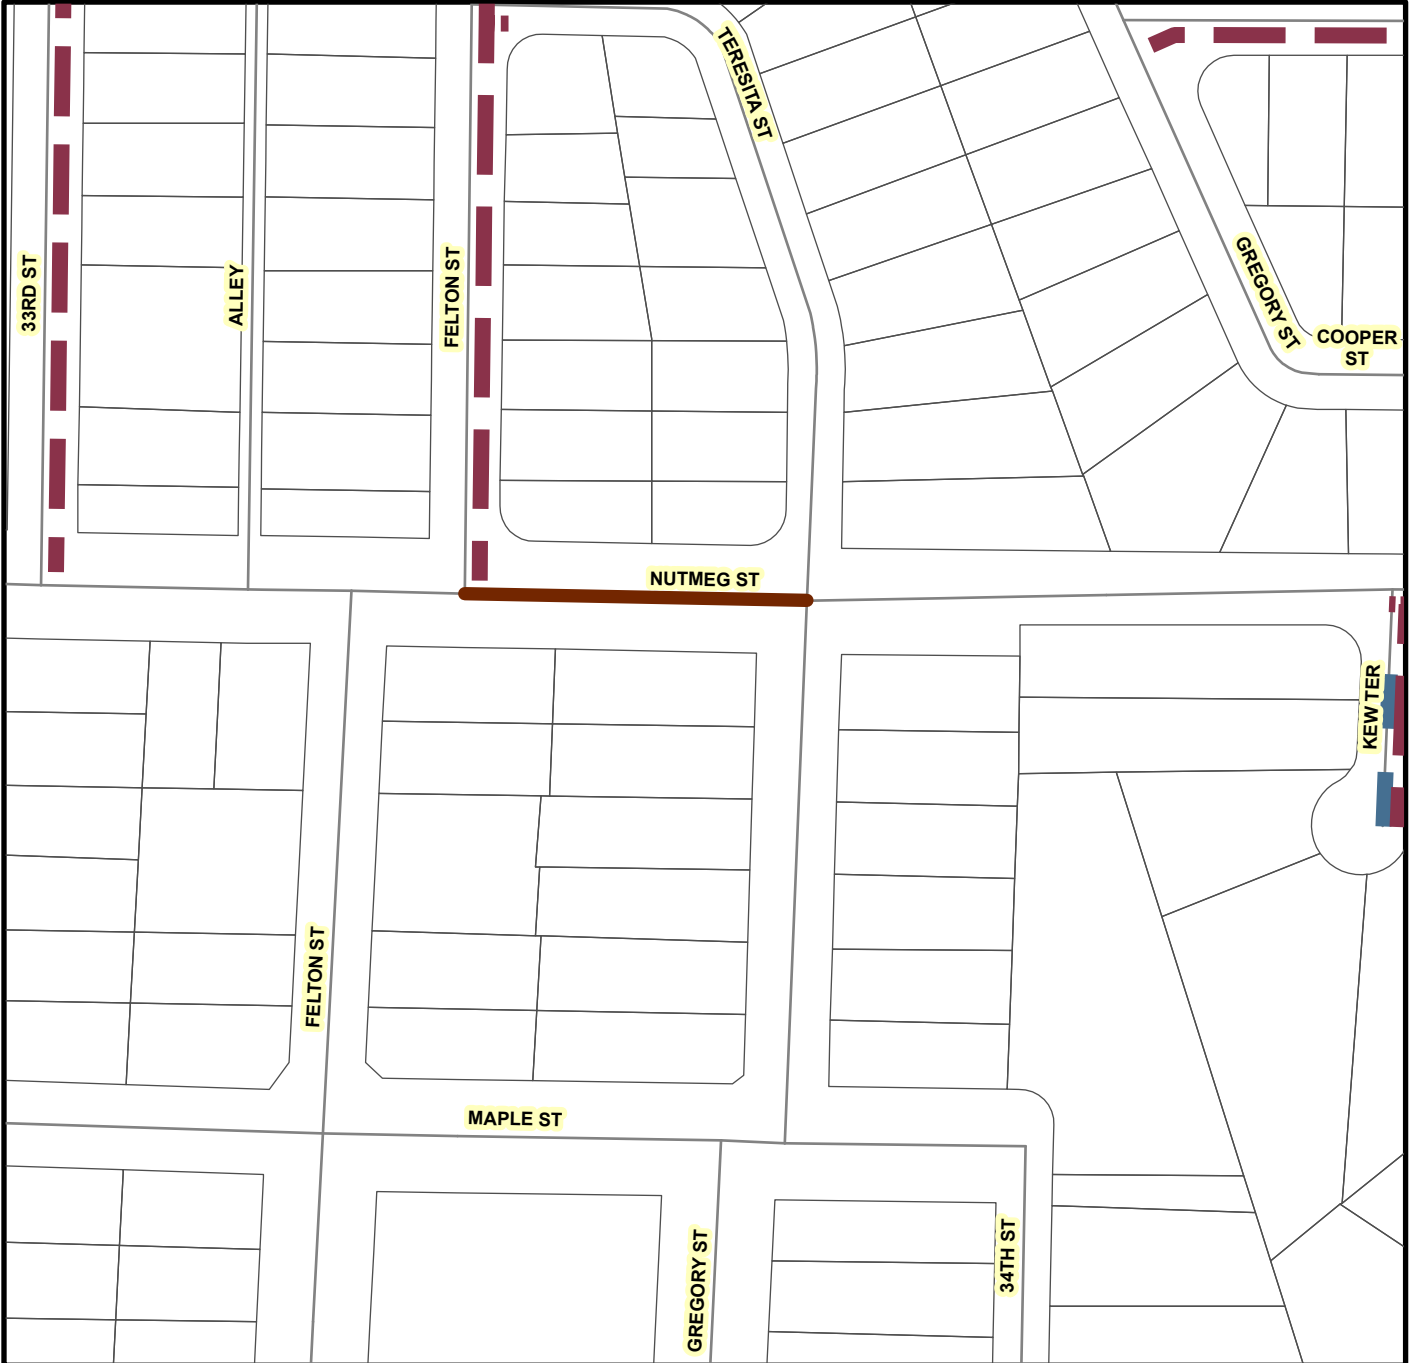 TERESITA ST
33RD ST
ALLEY
FELTON ST
GREGORY ST
COOPER
ST
NUTMEG ST
KEW TER
FELTON ST
MAPLE ST
GREGORY ST
34TH ST